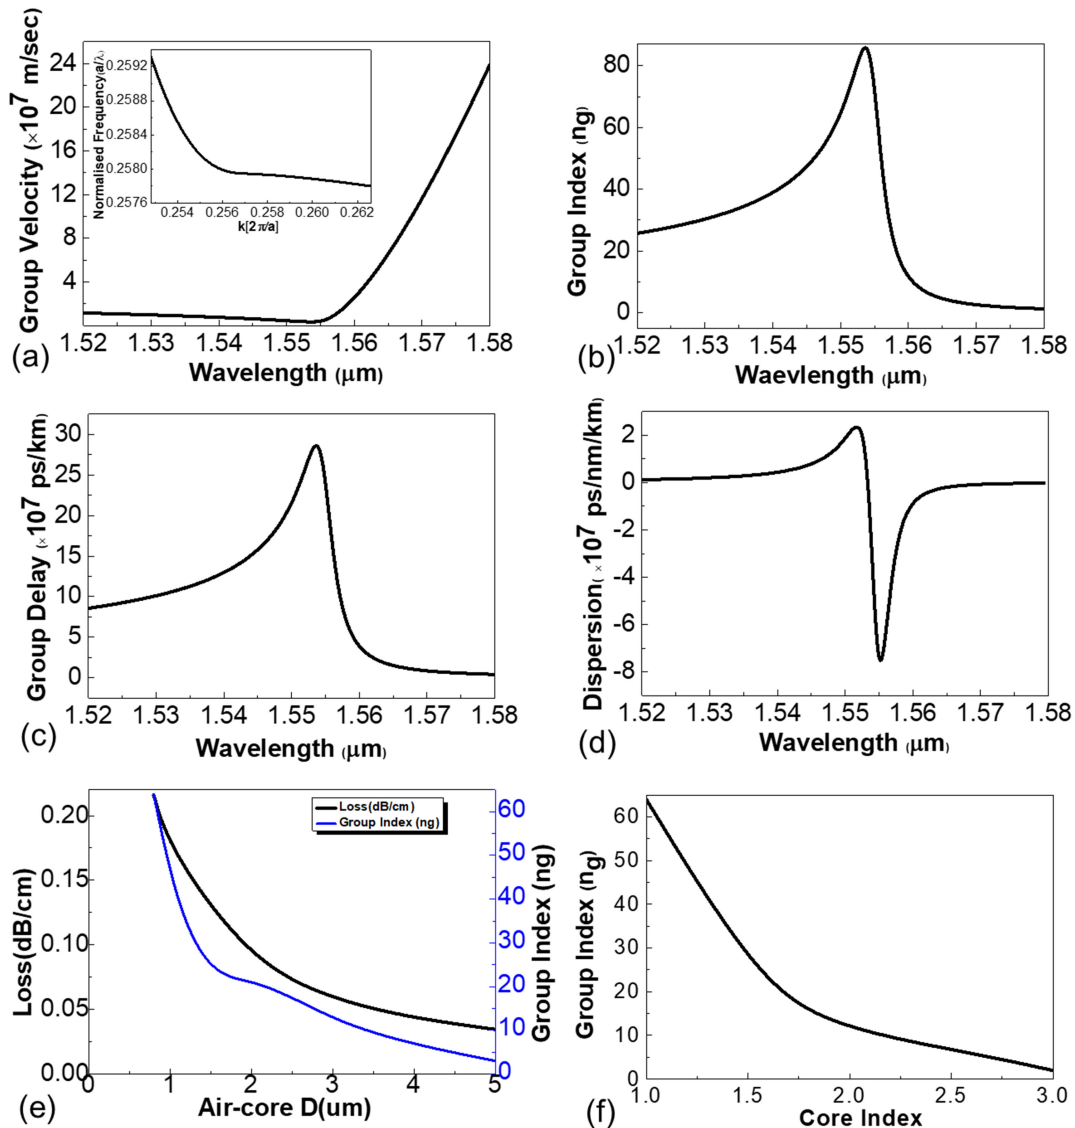 Group Velocity (×10⁷ m/sec)
24
20
16
12
8
4
Normalised Frequency(a/λ)
0.2592
0.2588
0.2584
0.2580
0.2576
0.254 0.256 0.258 0.260 0.262
k[2π/a]
1.52 1.53 1.54 1.55 1.56 1.57 1.58
Wavelength (μm)
(a)
Group Index (ng)
80
60
40
20
0
1.52 1.53 1.54 1.55 1.56 1.57 1.58
Waevlength (μm)
(b)
Group Delay (×10⁷ ps/km)
30
25
20
15
10
5
0
1.52 1.53 1.54 1.55 1.56 1.57 1.58
Wavelength (μm)
(c)
Dispersion( ×10⁷ ps/nm/km)
2
0
-2
-4
-6
-8
1.52 1.53 1.54 1.55 1.56 1.57 1.58
Wavelength (μm)
(d)
Loss(dB/cm)
0.20
0.15
0.10
0.05
0.00
Loss(dB/cm)
Group Index (ng)
60
50
40
30
20
10
0
Group Index (ng)
0 1 2 3 4 5
Air-core D(um)
(e)
Group Index (ng)
60
50
40
30
20
10
0
1.0 1.5 2.0 2.5 3.0
Core Index
(f)